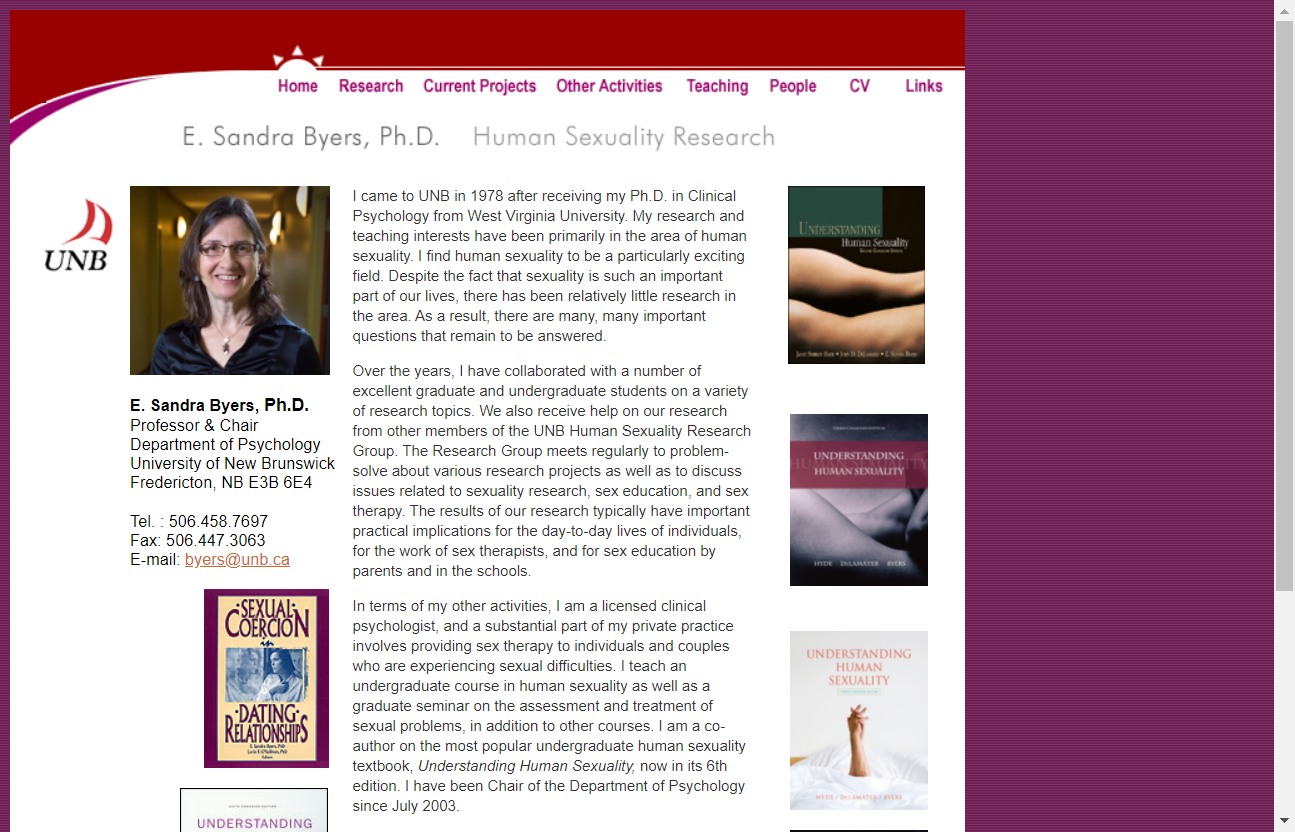 Home Research Current Projects Other Activities Teaching People CV Links
E. Sandra Byers, Ph.D. Human Sexuality Research
UNB
E. Sandra Byers, Ph.D.
Professor & Chair
Department of Psychology
University of New Brunswick
Fredericton, NB E3B 6E4
Tel. : 506.458.7697
Fax: 506.447.3063
E-mail: byers@unb.ca
SEXUAL
COERCION
in
DATING
RELATIONSHIPS
E. Sandra Byers, PhD
Lucia F. O'Sullivan, PhD
Editors
SIXTH CANADIAN EDITION
UNDERSTANDING
I came to UNB in 1978 after receiving my Ph.D. in Clinical
Psychology from West Virginia University. My research and
teaching interests have been primarily in the area of human
sexuality. I find human sexuality to be a particularly exciting
field. Despite the fact that sexuality is such an important
part of our lives, there has been relatively little research in
the area. As a result, there are many, many important
questions that remain to be answered.
Over the years, I have collaborated with a number of
excellent graduate and undergraduate students on a variety
of research topics. We also receive help on our research
from other members of the UNB Human Sexuality Research
Group. The Research Group meets regularly to problem-
solve about various research projects as well as to discuss
issues related to sexuality research, sex education, and sex
therapy. The results of our research typically have important
practical implications for the day-to-day lives of individuals,
for the work of sex therapists, and for sex education by
parents and in the schools.
In terms of my other activities, I am a licensed clinical
psychologist, and a substantial part of my private practice
involves providing sex therapy to individuals and couples
who are experiencing sexual difficulties. I teach an
undergraduate course in human sexuality as well as a
graduate seminar on the assessment and treatment of
sexual problems, in addition to other courses. I am a co-
author on the most popular undergraduate human sexuality
textbook, Understanding Human Sexuality, now in its 6th
edition. I have been Chair of the Department of Psychology
since July 2003.
UNDERSTANDING
Human Sexuality
SECOND CANADIAN EDITION
JANET SHIBLEY HYDE • JOHN D. DELAMATER • E. SANDRA BYERS
THIRD CANADIAN EDITION
UNDERSTANDING
HUMAN SEXUALITY
HYDE DELAMATER BYERS
UNDERSTANDING
HUMAN
SEXUALITY
HYDE / DELAMATER / BYERS